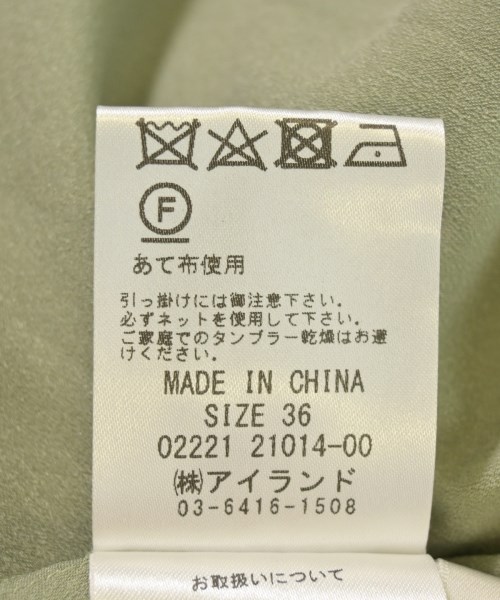 F
あて布使用
引っ掛けには御注意下さい。
必ずネットを使用して下さい。
ご家庭でのタンブラー乾燥はお避
けください。
MADE IN CHINA
SIZE 36
02221 21014-00
㈱アイランド
03-6416-1508
お取扱いについて